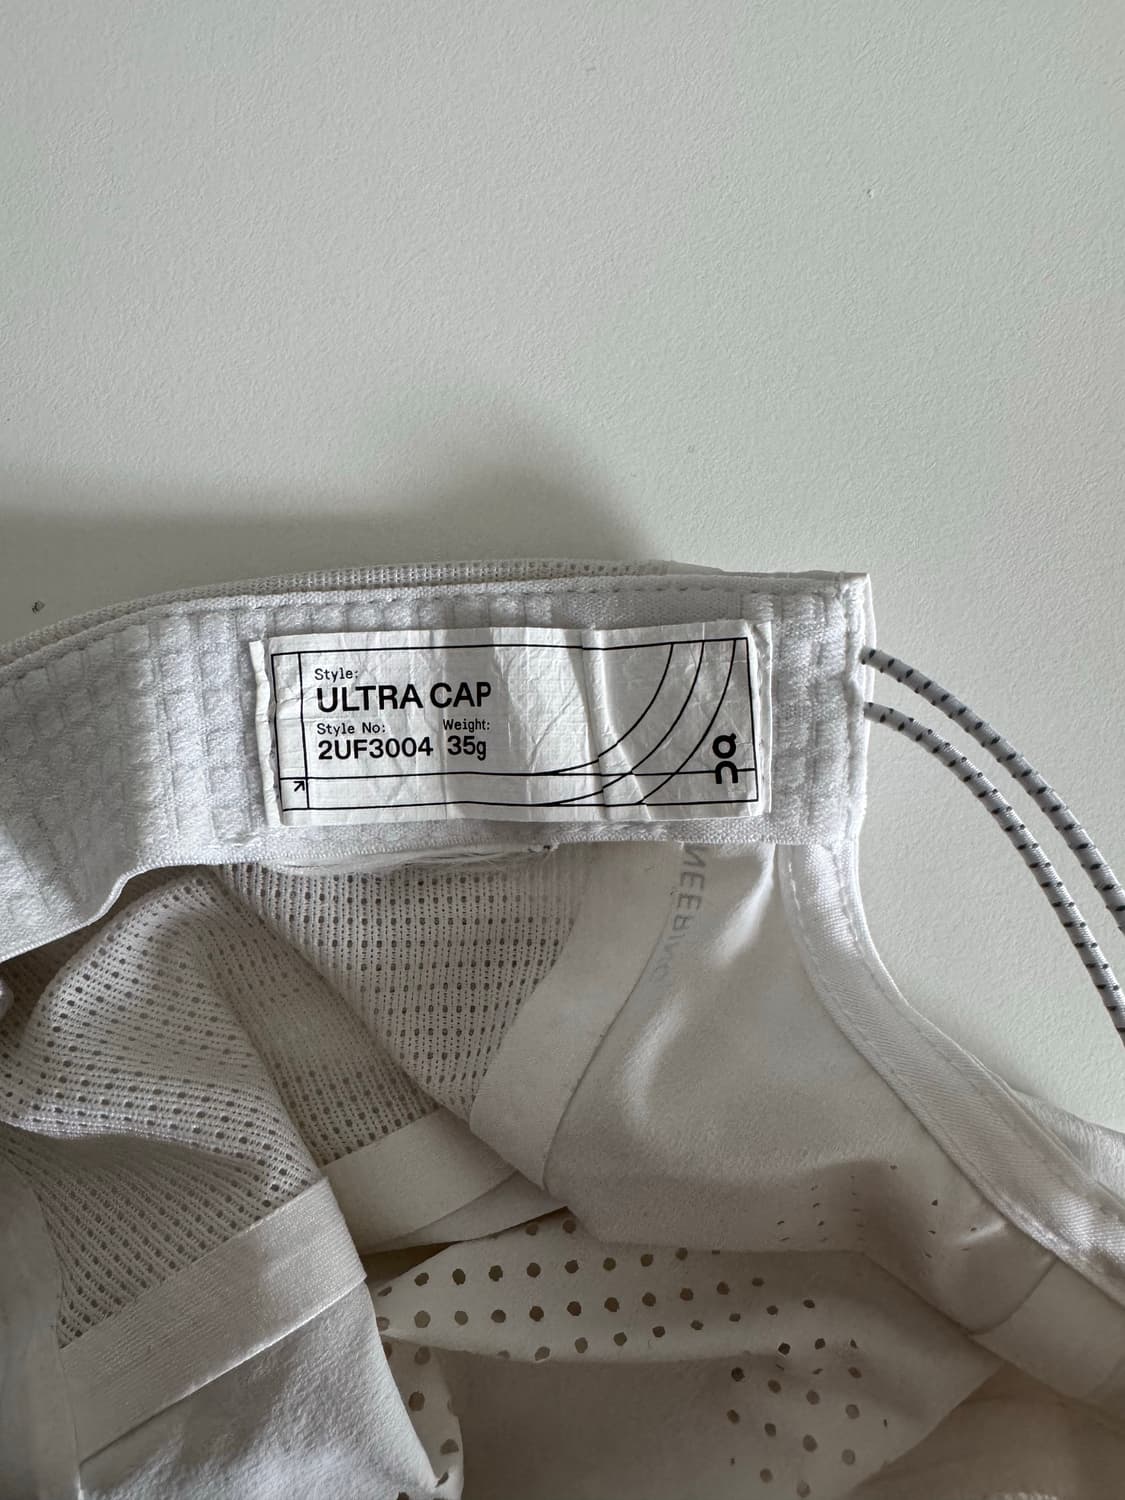 Style:
ULTRA CAP
Style No: Weight:
2UF3004 35g